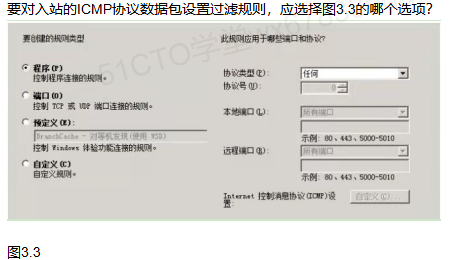 要对入站的ICMP协议数据包设置过滤规则，应选择图3.3的哪个选项？
要创建的规则类型
程序(P)
控制程序连接的规则。
端口(O)
控制 TCP 或 UDP 端口连接的规则。
预定义(E):
BranchCache - 对等机发现(使用 WSD)
控制 Windows 体验功能连接的规则。
自定义(C)
自定义规则。
此规则应用于哪些端口和协议?
协议类型(P): 任何
协议号(U): 0
本地端口(L): 所有端口
示例: 80、443、5000-5010
远程端口(R): 所有端口
示例: 80、443、5000-5010
Internet 控制消息协议(ICMP)设置: 自定义(C)...
51CTO学堂
图3.3